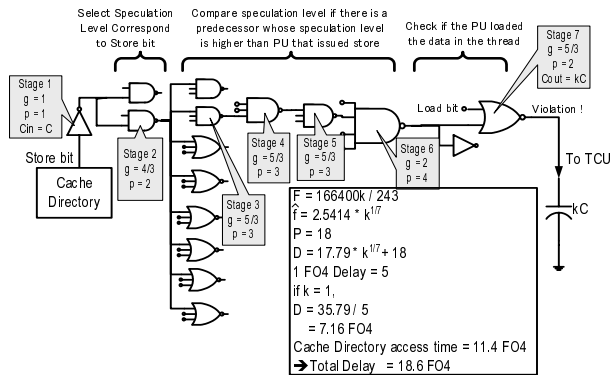 Select Speculation
Level Correspond
to Store bit
Compare speculation level if there is a
predecessor whose speculation level
is higher than PU that issued store
Check if the PU loaded
the data in the thread
Stage 7
g = 5/3
p = 2
Cout = kC
Stage 1
g = 1
p = 1
Cin = C
Load bit
Violation !
Stage 2
g = 4/3
p = 2
Stage 4
g = 5/3
p = 3
Stage 5
g = 5/3
p = 3
Stage 6
g = 2
p = 4
Store bit
Cache
Directory
Stage 3
g = 5/3
p = 3
To TCU
kC
F = 166400k / 243
f̂ = 2.5414 * k^1/7
P = 18
D = 17.79* k^1/7 + 18
1 FO4 Delay = 5
if k = 1,
D = 35.79 / 5
= 7.16 FO4
Cache Directory access time = 11.4 FO4
➔Total Delay = 18.6 FO4